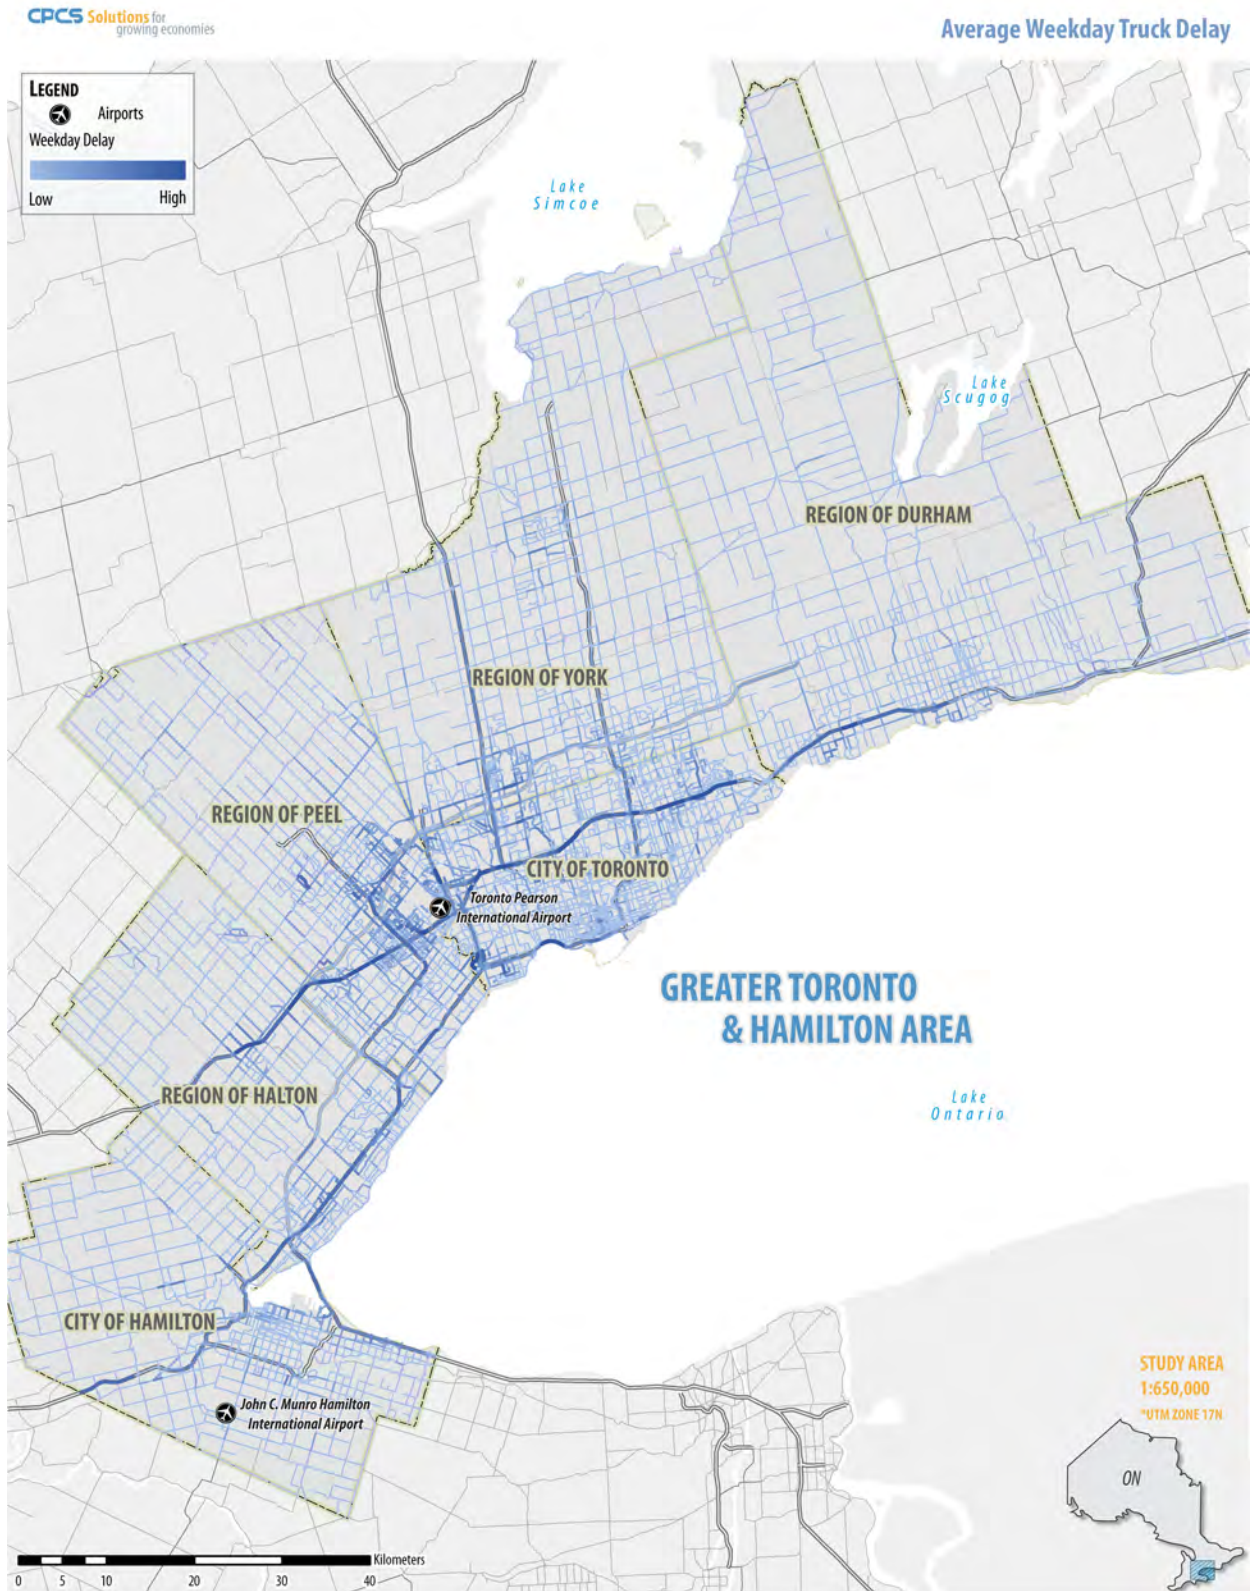 CPCS Solutions for
growing economies
Average Weekday Truck Delay
LEGEND
Airports
Weekday Delay
Low High
Lake
Simcoe
Lake
Scugog
REGION OF DURHAM
REGION OF YORK
REGION OF PEEL
CITY OF TORONTO
Toronto Pearson
International Airport
GREATER TORONTO
& HAMILTON AREA
REGION OF HALTON
Lake
Ontario
CITY OF HAMILTON
John C. Munro Hamilton
International Airport
STUDY AREA
1:650,000
*UTM ZONE 17N
ON
Kilometers
0 5 10 20 30 40